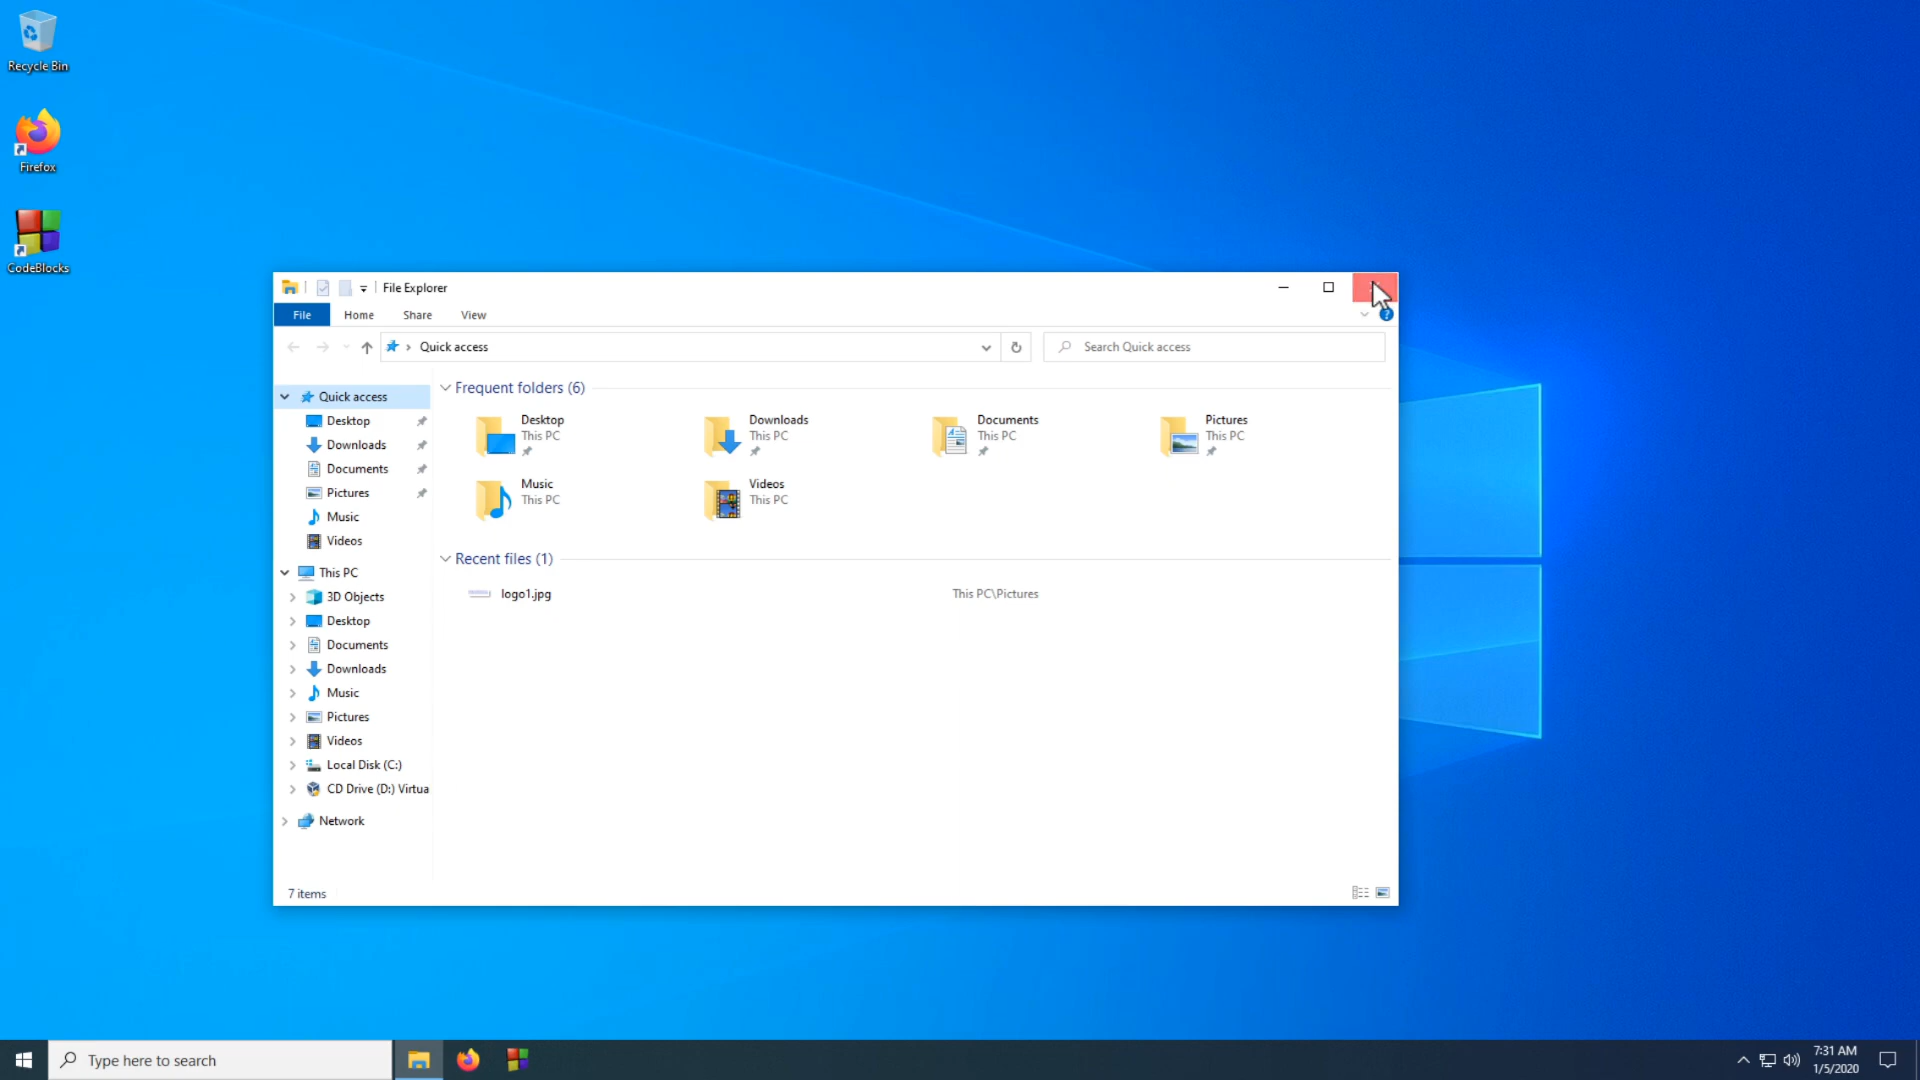 Recycle Bin
Firefox
CodeBlocks
File Explorer
File Home Share View
Quick access
Search Quick access
Quick access
Desktop
Downloads
Documents
Pictures
Music
Videos
This PC
3D Objects
Desktop
Documents
Downloads
Music
Pictures
Videos
Local Disk (C:)
CD Drive (D:) Virtua
Network
Frequent folders (6)
Desktop
This PC
Downloads
This PC
Documents
This PC
Pictures
This PC
Music
This PC
Videos
This PC
Recent files (1)
logo1.jpg This PC\Pictures
7 items
Type here to search
7:31 AM
1/5/2020